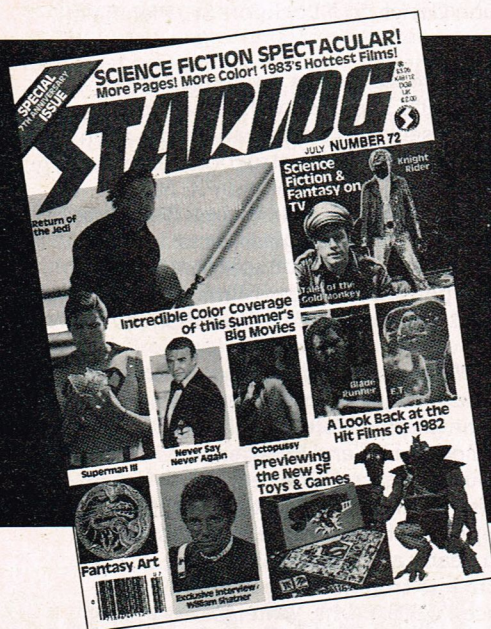 SPECIAL
7TH ANNIVERSARY
ISSUE
SCIENCE FICTION SPECTACULAR!
More Pages! More Color! 1983's Hottest Films!
STARLOG
UK
£2.00
JULY NUMBER 72
Return of
the Jedi
Science
Fiction &
Fantasy on
TV
Knight
Rider
Tales of the
Gold Monkey
Incredible Color Coverage
of this Summer's
Big Movies
Superman III
Never Say
Never Again
Octopussy
Blade
Runner
E.T.
A Look Back at the
Hit Films of 1982
Previewing
the New SF
Toys & Games
Fantasy Art
Exclusive Interview:
William Shatner